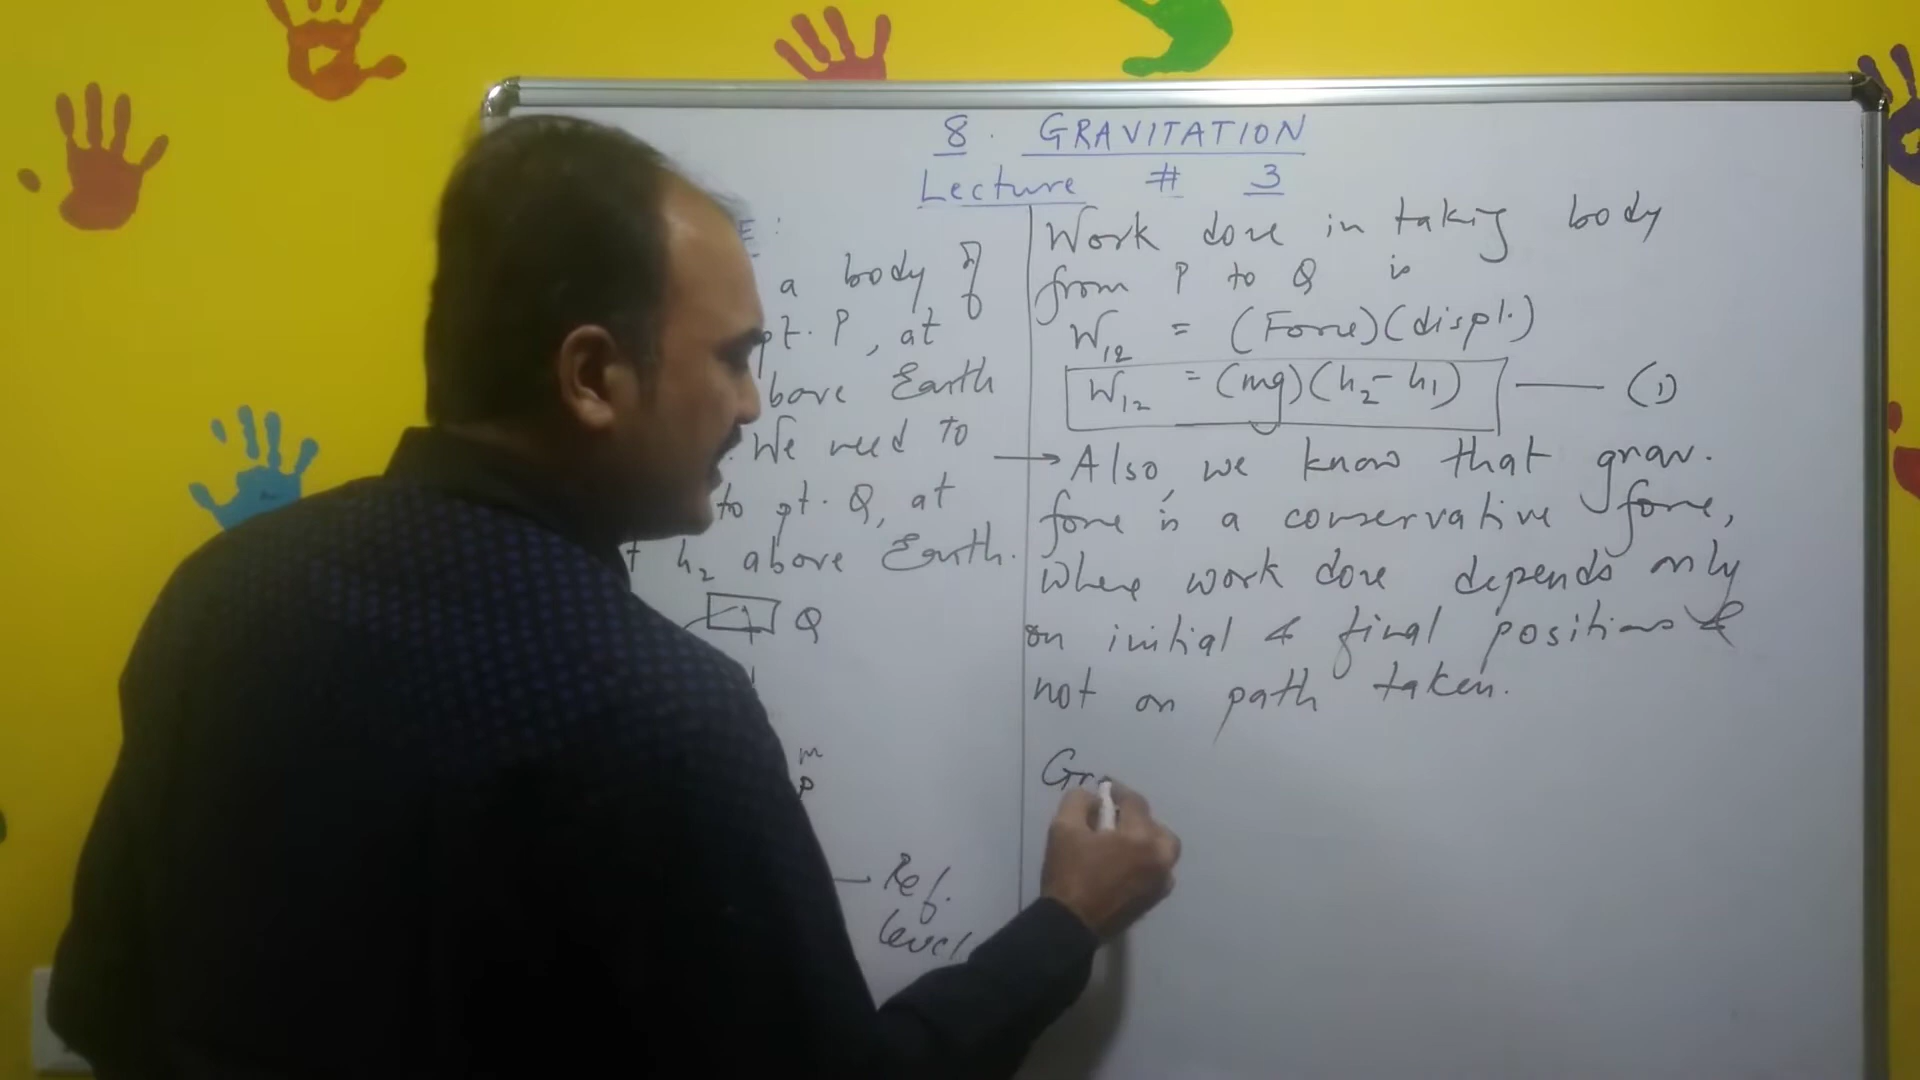 8. GRAVITATION
Lecture # 3
E :
a body of
pt. P, at
bove Earth
. We need to
to pt. Q, at
h2 above Earth.
Q
m
P
Ref.
level
Work done in taking body
from P to Q is
W12 = (Force)(displ.)
W12 = (mg)(h2 - h1) — (1)
→ Also, we know that grav.
force is a conservative force,
where work done depends only
on initial & final positions &
not on path taken.
Gr